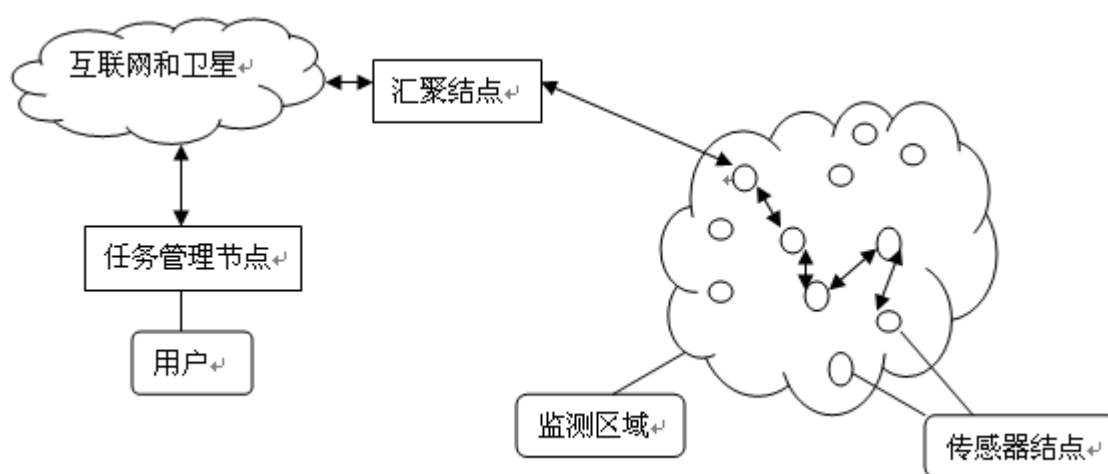 互联网和卫星
汇聚结点
任务管理节点
用户
监测区域
传感器结点